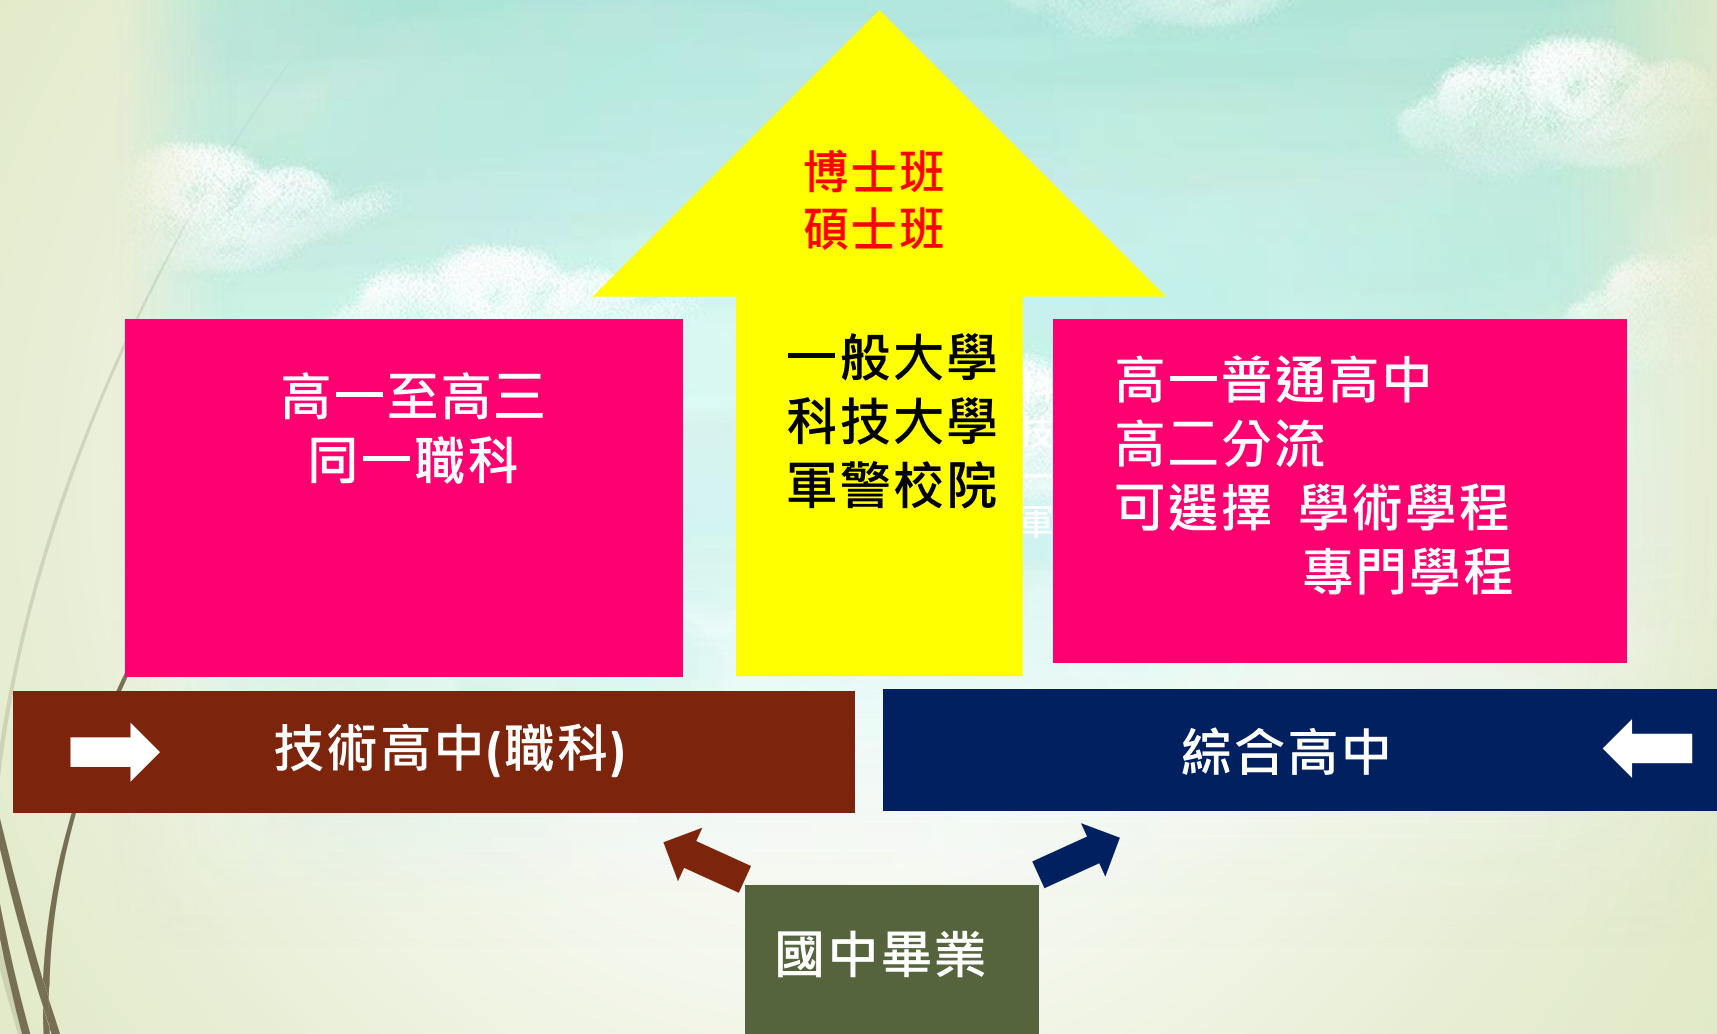 博士班
碩士班
一般大學
科技大學
軍警校院
高一至高三
同一職科
高一普通高中
高二分流
可選擇 學術學程
專門學程
技術高中(職科)
綜合高中
國中畢業